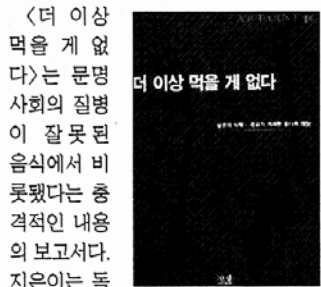 〈더 이상
먹을 게 없
다〉는 문명
사회의 질병
이 잘못된
음식에서 비
롯됐다는 충
격적인 내용
의 보고서다.
지은이는 독
더 이상 먹을 게 없다